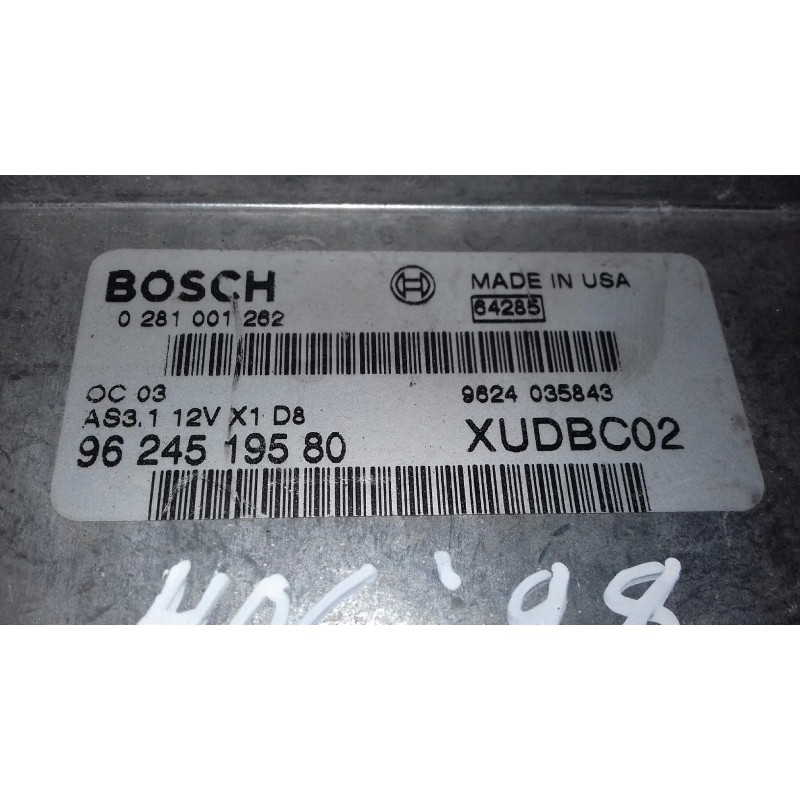 BOSCH
MADE IN USA
0 281 001 262
64285
OC 03
9624 035843
AS3.1 12V X1 D8
XUDBC02
96 245 195 80
'98